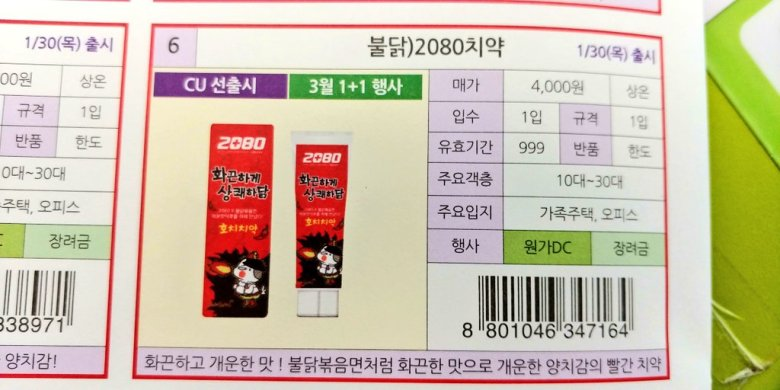 1/30(목) 출시
6
불닭)2080치약
1/30(목) 출시
00원
상온
CU 선출시
3월 1+1 행사
매가
4,000원
상온
규격
1입
입수
1입
규격
1입
반품
한도
유효기간
999
반품
한도
0대~30대
주요객층
10대~30대
주택, 오피스
주요입지
가족주택, 오피스
장려금
행사
원가DC
장려금
2080
화끈하게
상쾌하닭
호치치약
2080
화끈하게
상쾌하닭
호치치약
338971
8 801046 347164
양치감!
화끈하고 개운한 맛 ! 불닭볶음면처럼 화끈한 맛으로 개운한 양치감의 빨간 치약